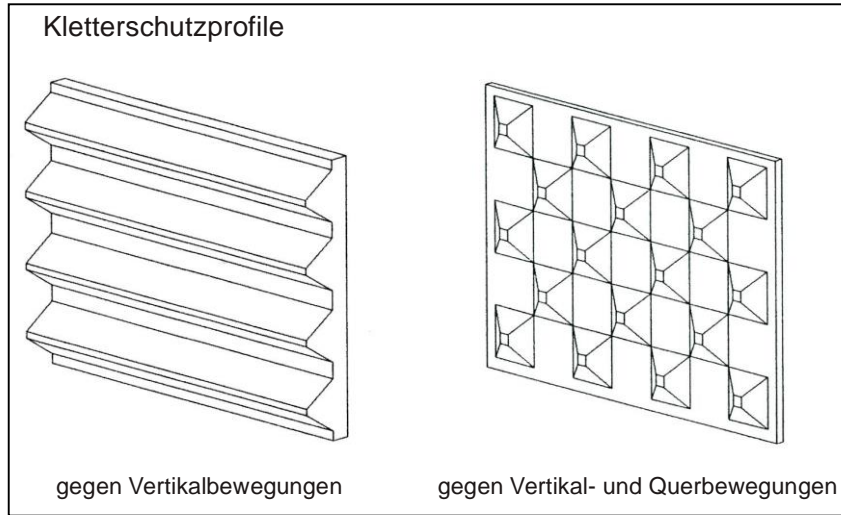 Kletterschutzprofile
gegen Vertikalbewegungen
gegen Vertikal- und Querbewegungen